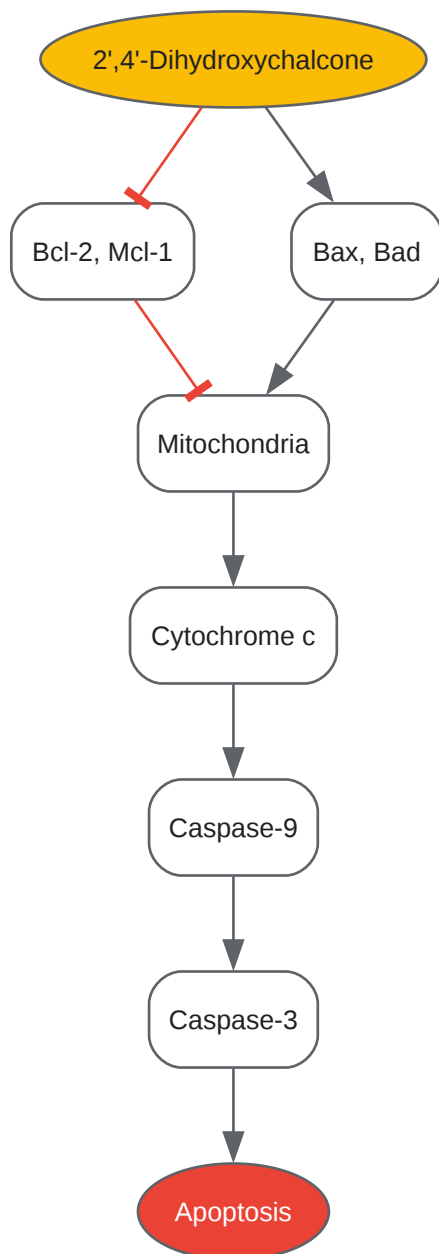 2',4'-Dihydroxychalcone
Bcl-2, Mcl-1
Bax, Bad
Mitochondria
Cytochrome c
Caspase-9
Caspase-3
Apoptosis